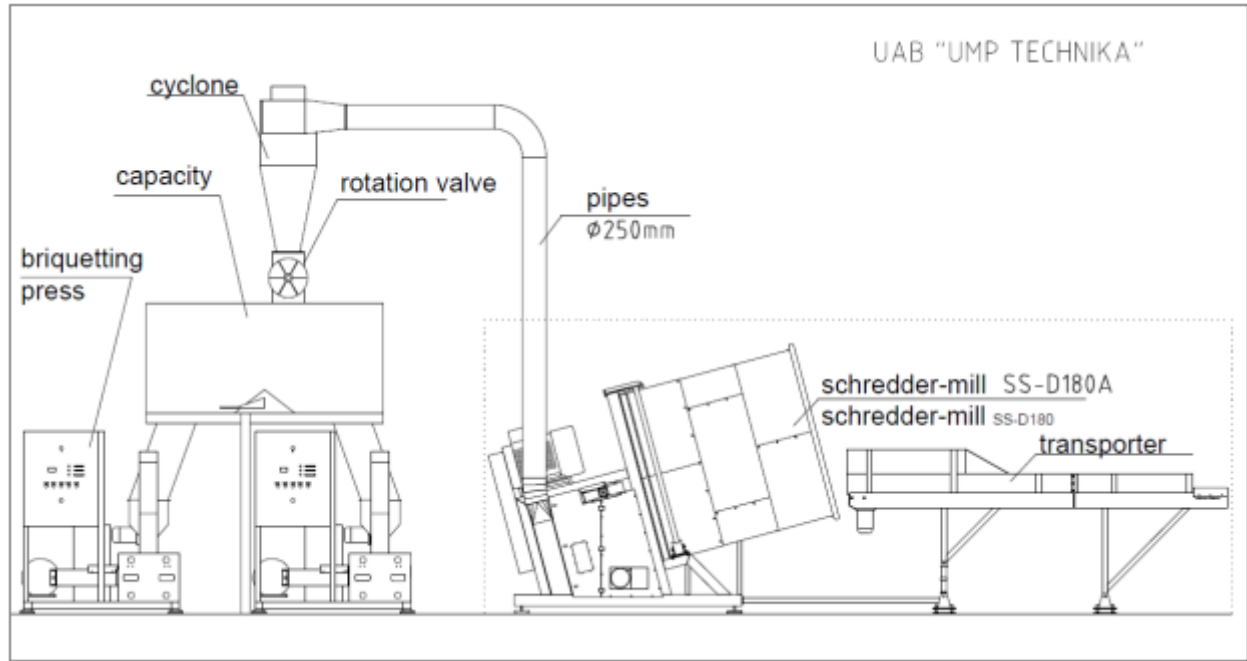 UAB "UMP TECHNIKA"
cyclone
capacity
rotation valve
pipes
Ø250mm
briquetting
press
schredder-mill SS-D180A
schredder-mill SS-D180
transporter